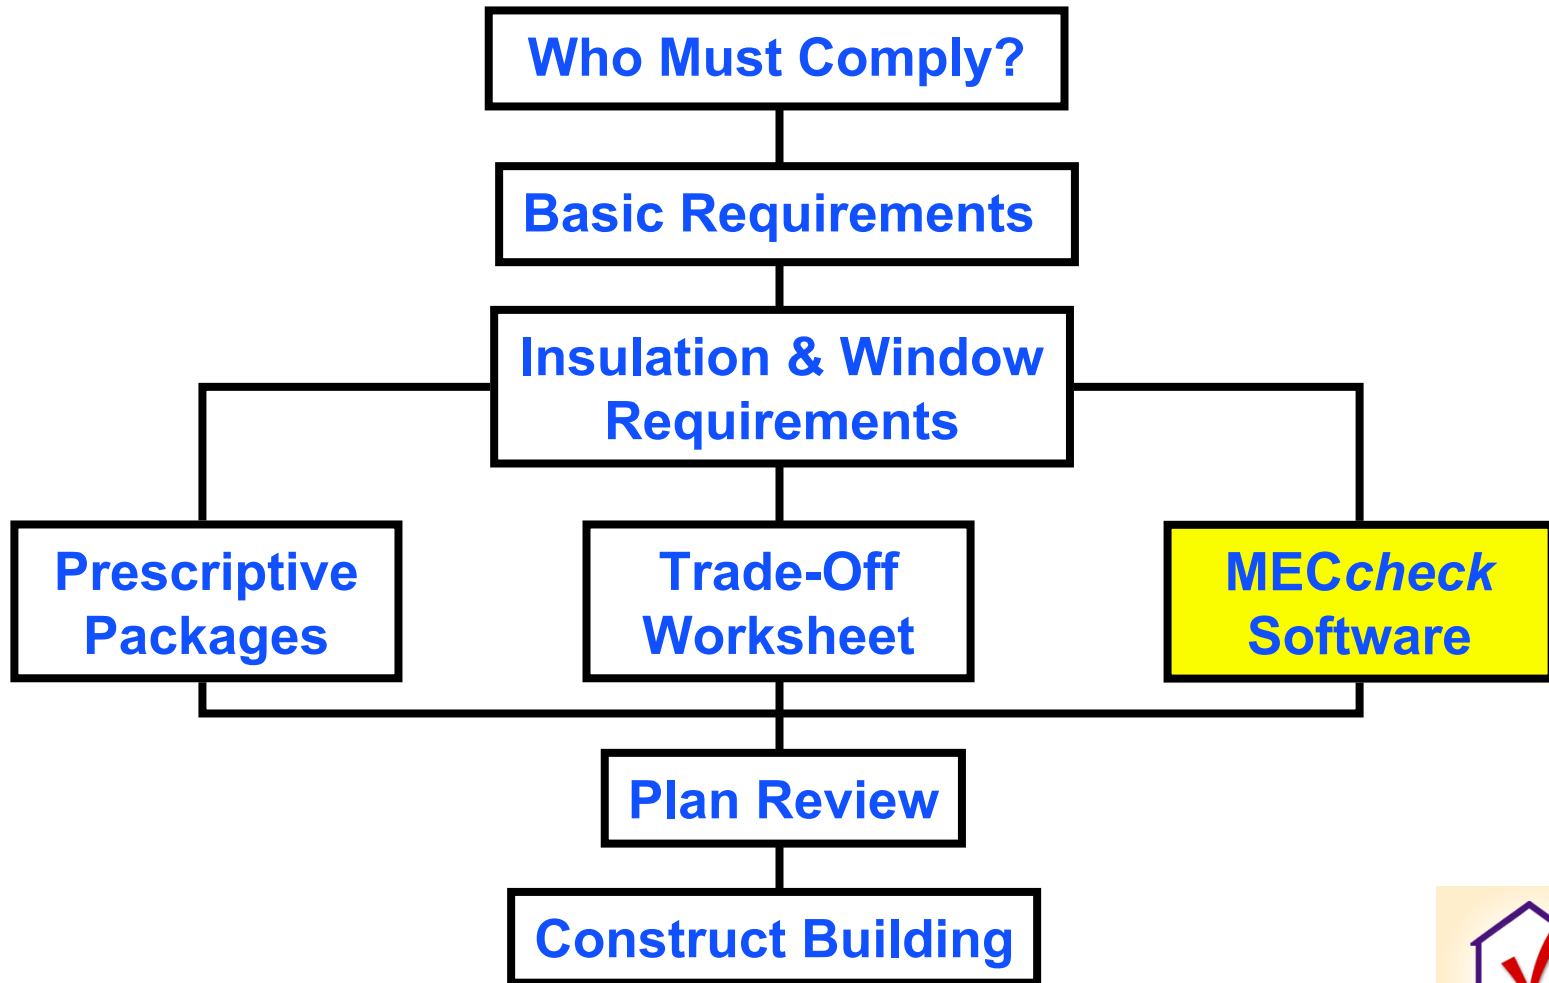 Who Must Comply?
Basic Requirements
Insulation & Window
Requirements
Prescriptive
Packages
Trade-Off
Worksheet
MECcheck
Software
Plan Review
Construct Building